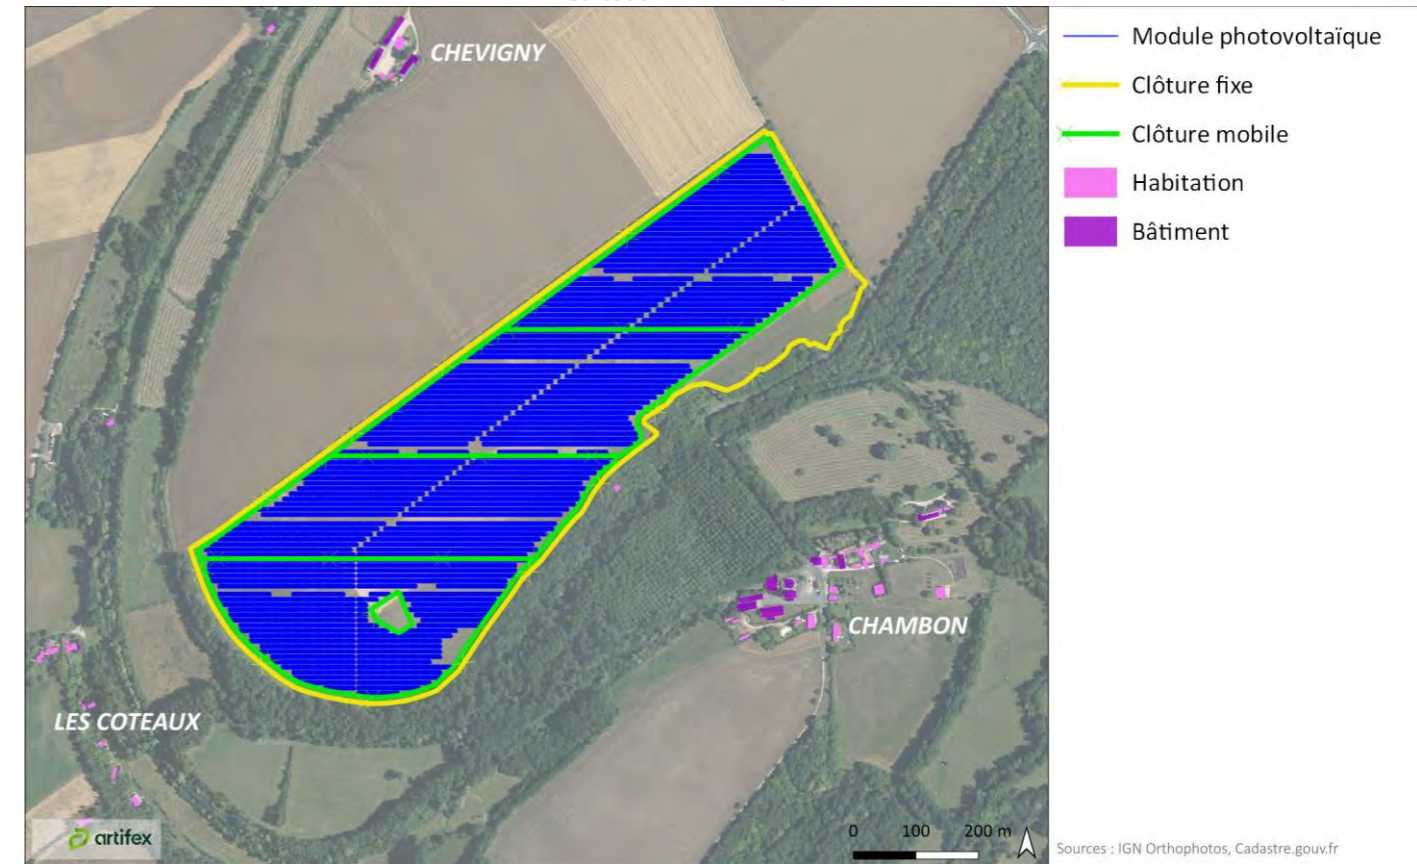 CHEVIGNY
Module photovoltaïque
Clôture fixe
Clôture mobile
Habitation
Bâtiment
CHAMBON
LES COTEAUX
artifex
0 100 200 m
Sources : IGN Orthophotos, Cadastre.gouv.fr